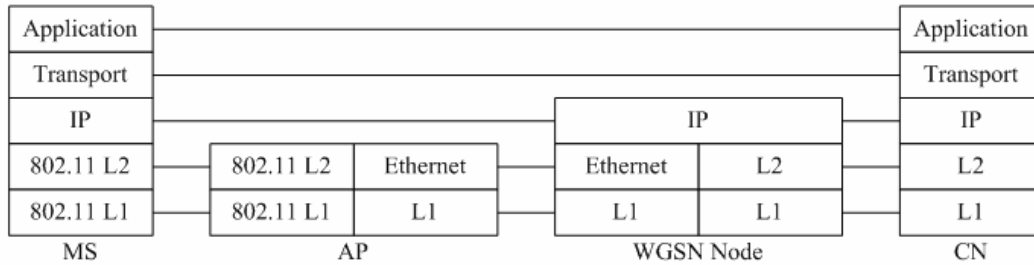 Application Application
Transport Transport
IP IP IP
802.11 L2 802.11 L2 Ethernet Ethernet L2 L2
802.11 L1 802.11 L1 L1 L1 L1 L1
MS AP WGSN Node CN